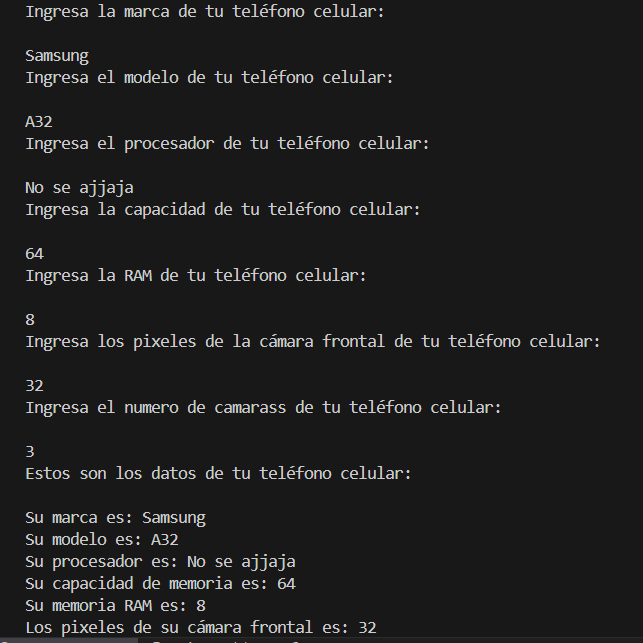 Ingresa la marca de tu teléfono celular:
Samsung
Ingresa el modelo de tu teléfono celular:
A32
Ingresa el procesador de tu teléfono celular:
No se ajjaja
Ingresa la capacidad de tu teléfono celular:
64
Ingresa la RAM de tu teléfono celular:
8
Ingresa los pixeles de la cámara frontal de tu teléfono celular:
32
Ingresa el numero de camarass de tu teléfono celular:
3
Estos son los datos de tu teléfono celular:
Su marca es: Samsung
Su modelo es: A32
Su procesador es: No se ajjaja
Su capacidad de memoria es: 64
Su memoria RAM es: 8
Los pixeles de su cámara frontal es: 32